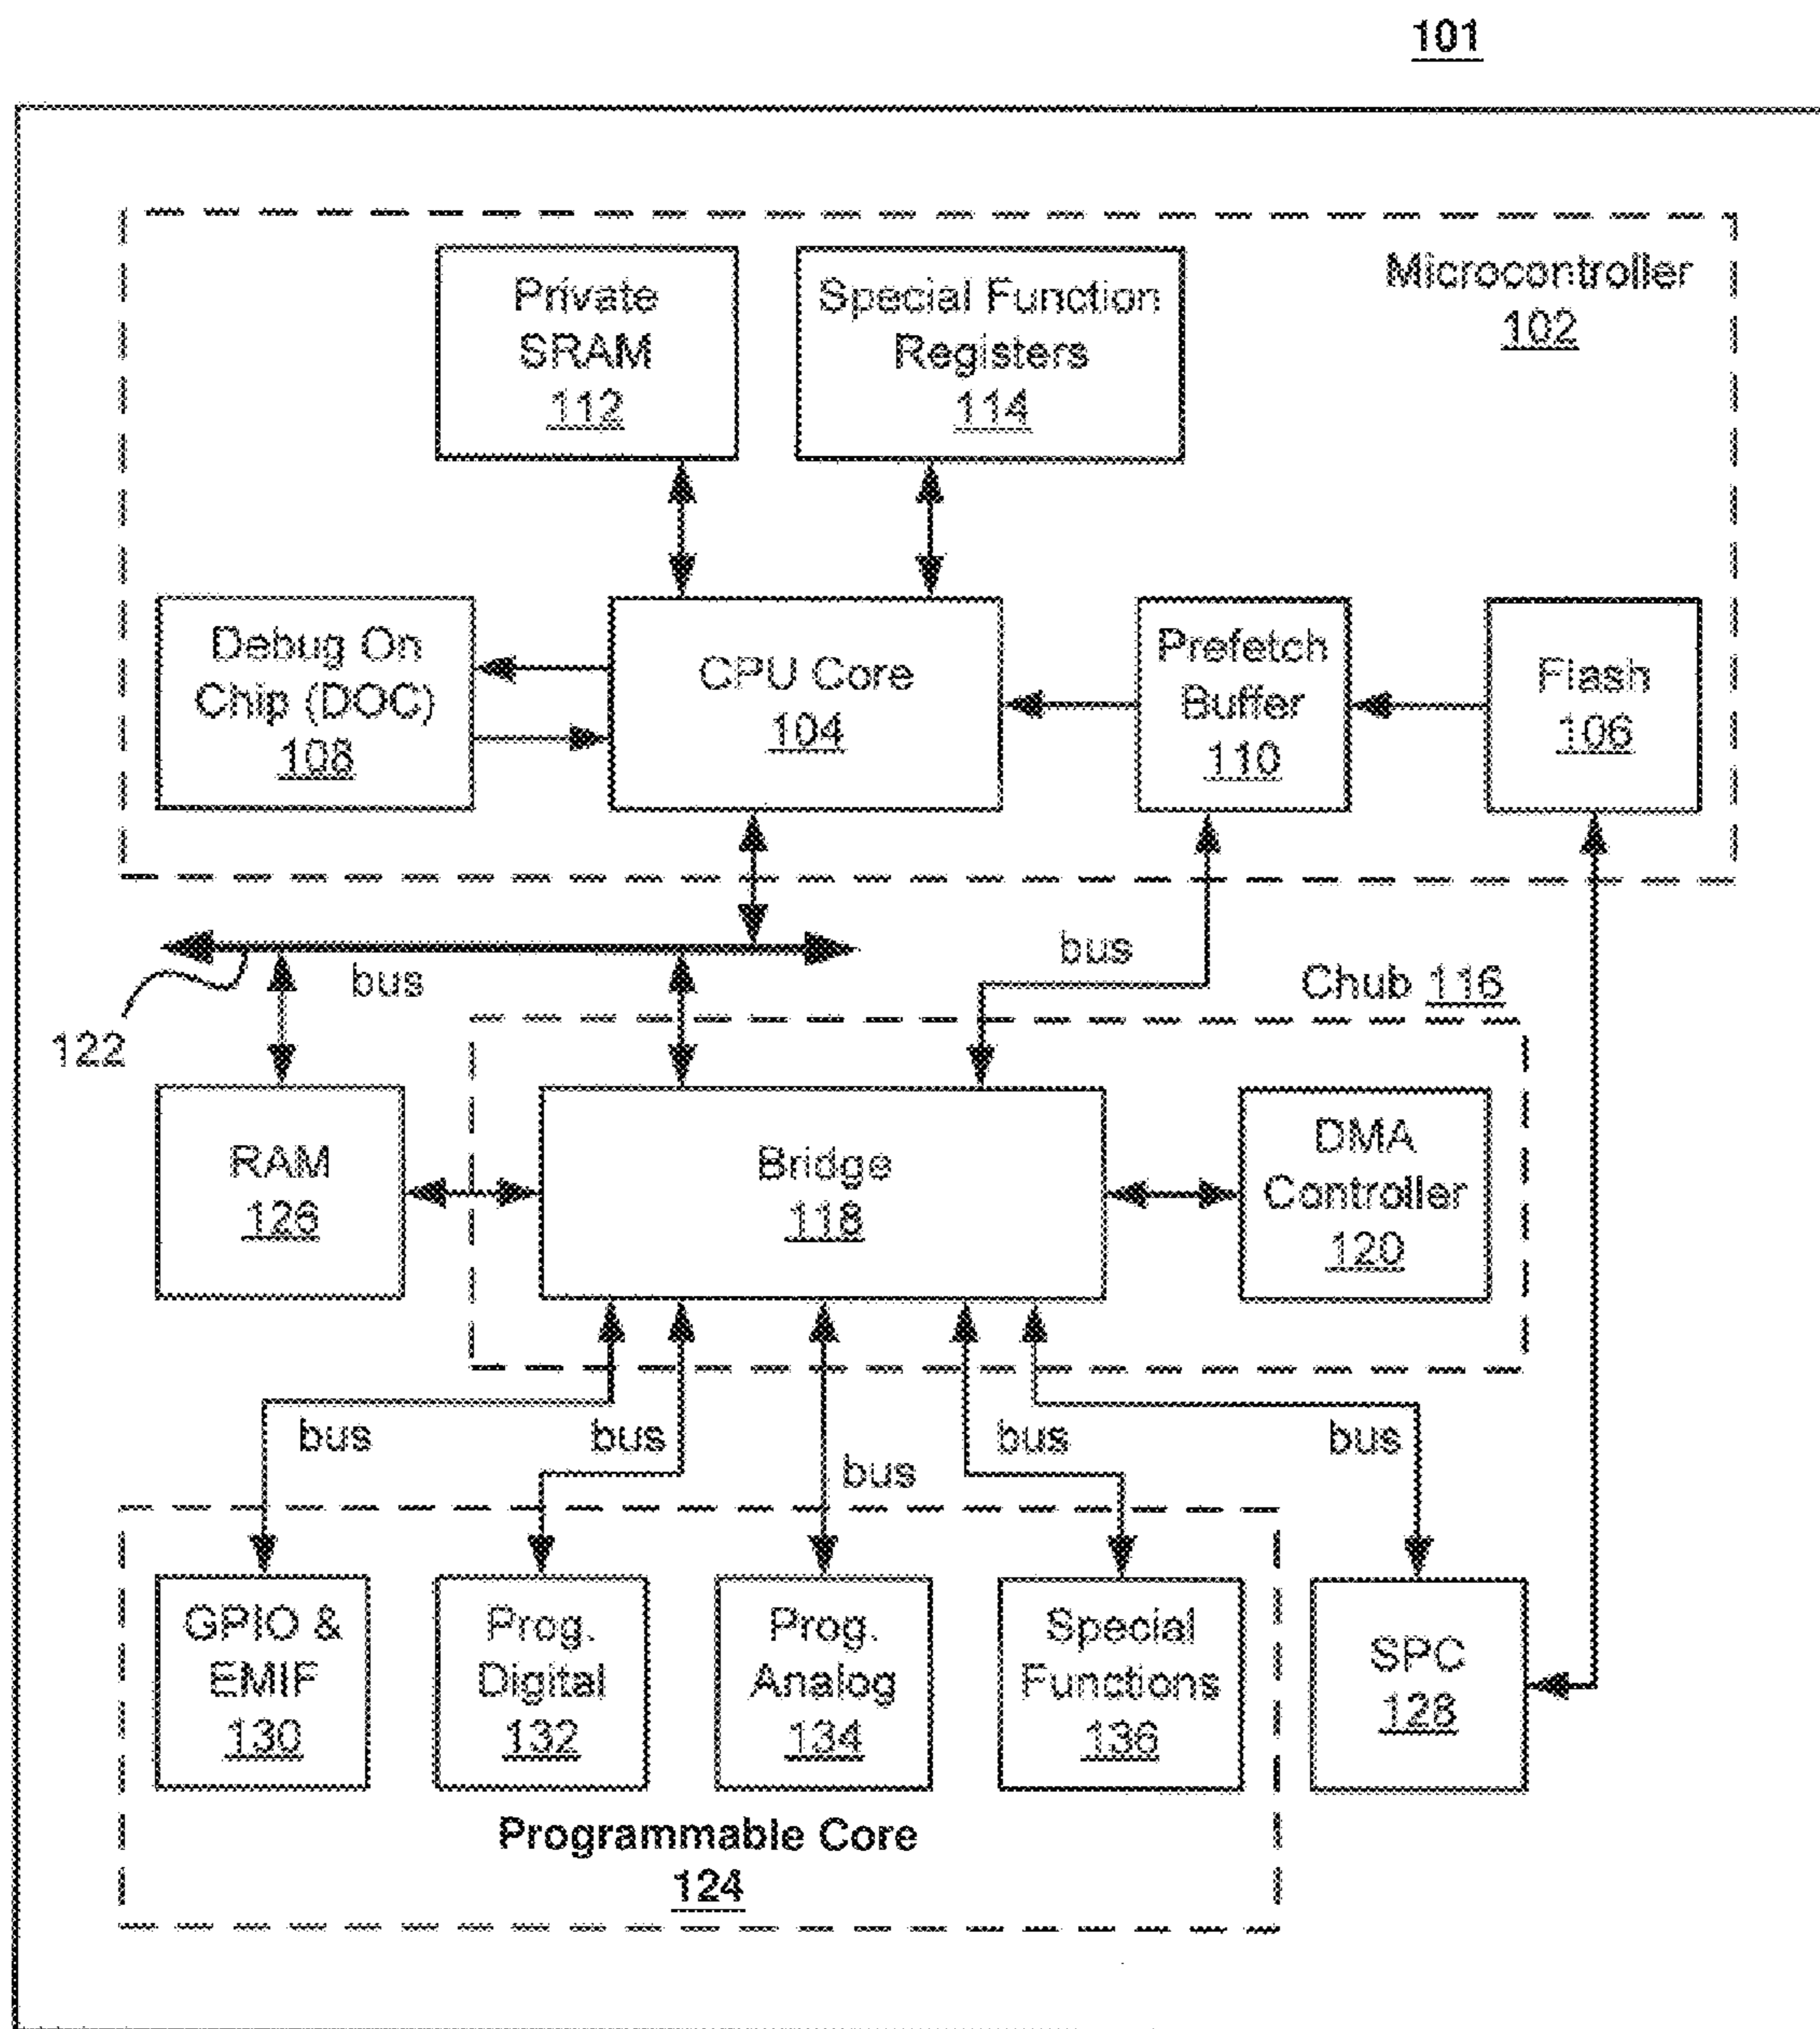 101
Private
SRAM
112
Special Function
Registers
114
Microcontroller
102
Debug On
Chip (DOC)
108
CPU Core
104
Prefetch
Buffer
110
Flash
106
bus
122
bus
Chub 116
RAM
126
Bridge
118
DMA
Controller
120
bus
bus
bus
bus
bus
GPIO &
EMIF
130
Prog.
Digital
132
Prog.
Analog
134
Special
Functions
136
SPC
128
Programmable Core
124